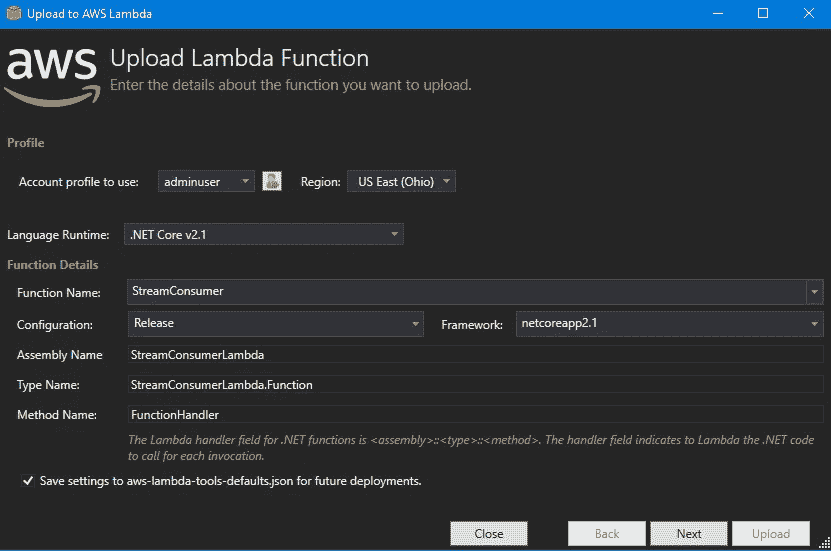 Upload to AWS Lambda
aws
Upload Lambda Function
Enter the details about the function you want to upload.
Profile
Account profile to use: adminuser Region: US East (Ohio)
Language Runtime: .NET Core v2.1
Function Details
Function Name: StreamConsumer
Configuration: Release Framework: netcoreapp2.1
Assembly Name StreamConsumerLambda
Type Name: StreamConsumerLambda.Function
Method Name: FunctionHandler
The Lambda handler field for .NET functions is <assembly>::<type>::<method>. The handler field indicates to Lambda the .NET code
to call for each invocation.
Save settings to aws-lambda-tools-defaults.json for future deployments.
Close Back Next Upload